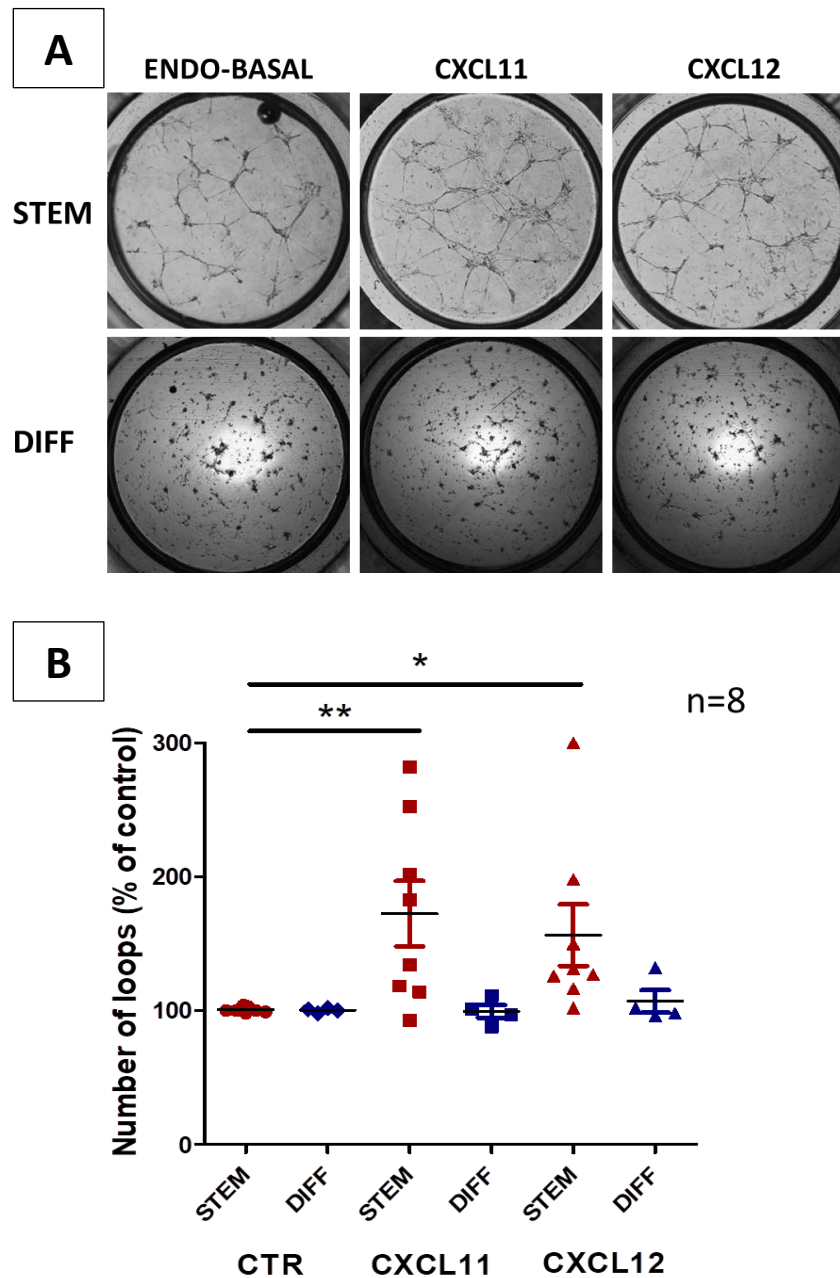 A
ENDO-BASAL CXCL11 CXCL12
STEM
DIFF
B
*
**
n=8
Number of loops (% of control)
300
200
100
0
STEM DIFF STEM DIFF STEM DIFF
CTR CXCL11 CXCL12